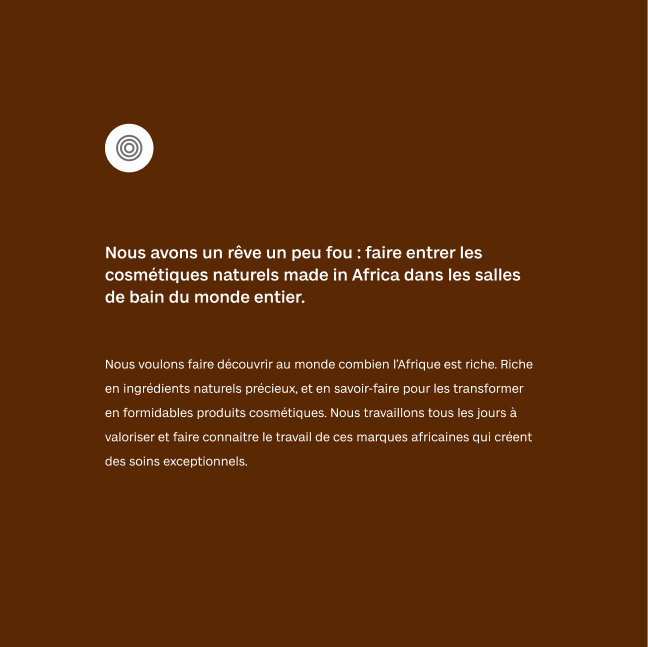 Nous avons un rêve un peu fou : faire entrer les
cosmétiques naturels made in Africa dans les salles
de bain du monde entier.
Nous voulons faire découvrir au monde combien l'Afrique est riche. Riche
en ingrédients naturels précieux, et en savoir-faire pour les transformer
en formidables produits cosmétiques. Nous travaillons tous les jours à
valoriser et faire connaitre le travail de ces marques africaines qui créent
des soins exceptionnels.